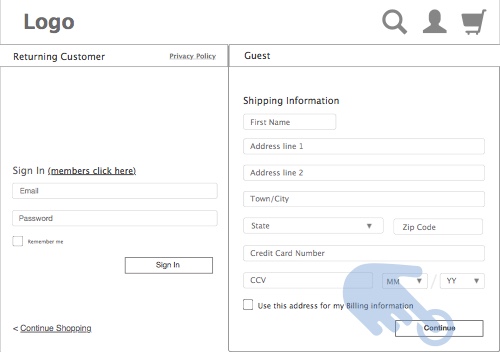 Logo
Returning Customer
Privacy Policy
Guest
Sign In (members click here)
Email
Password
Remember me
Sign In
< Continue Shopping
Shipping Information
First Name
Address line 1
Address line 2
Town/City
State
Zip Code
Credit Card Number
CCV
MM
/
YY
Use this address for my Billing information
Continue